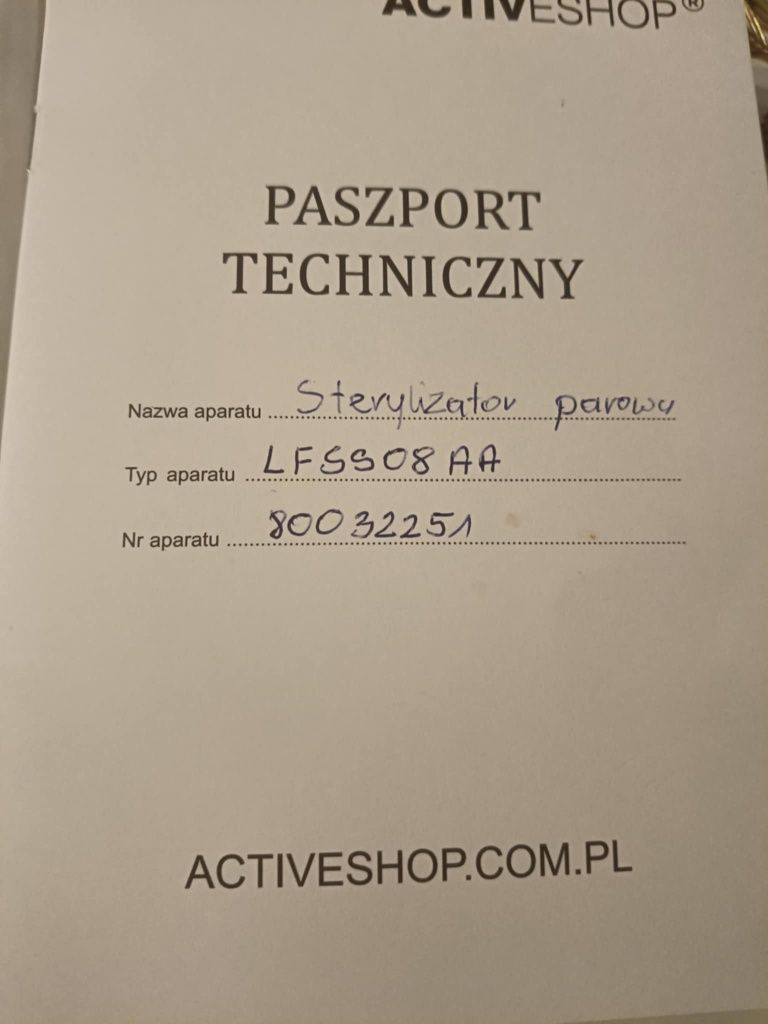 ACTIVESHOP®
PASZPORT
TECHNICZNY
Nazwa aparatu Sterylizator parowy
Typ aparatu LFSS08AA
Nr aparatu 80032251
ACTIVESHOP.COM.PL